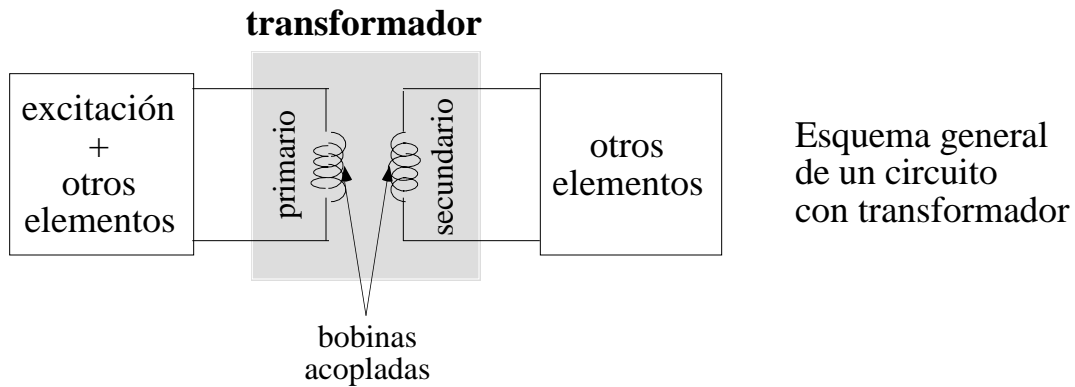 transformador
excitación
+
otros
elementos
primario
secundario
otros
elementos
Esquema general
de un circuito
con transformador
bobinas
acopladas